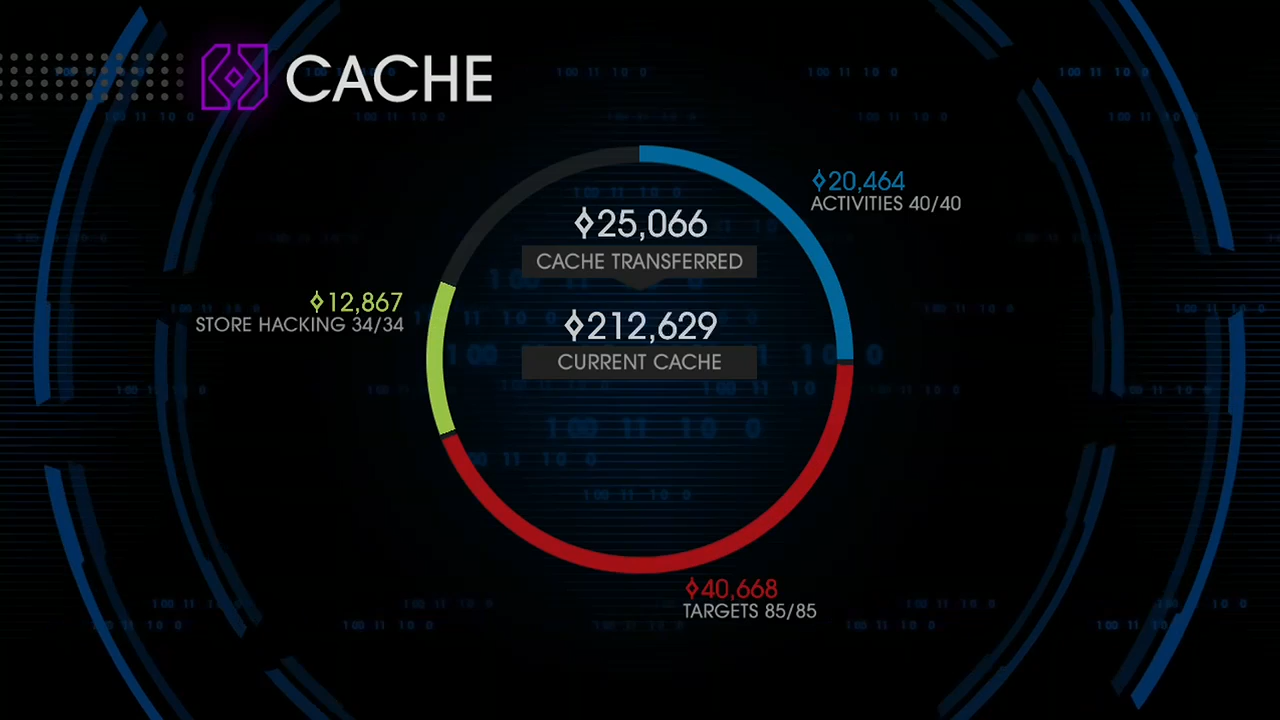 CACHE
20,464
ACTIVITIES 40/40
25,066
CACHE TRANSFERRED
12,867
STORE HACKING 34/34
212,629
CURRENT CACHE
40,668
TARGETS 85/85